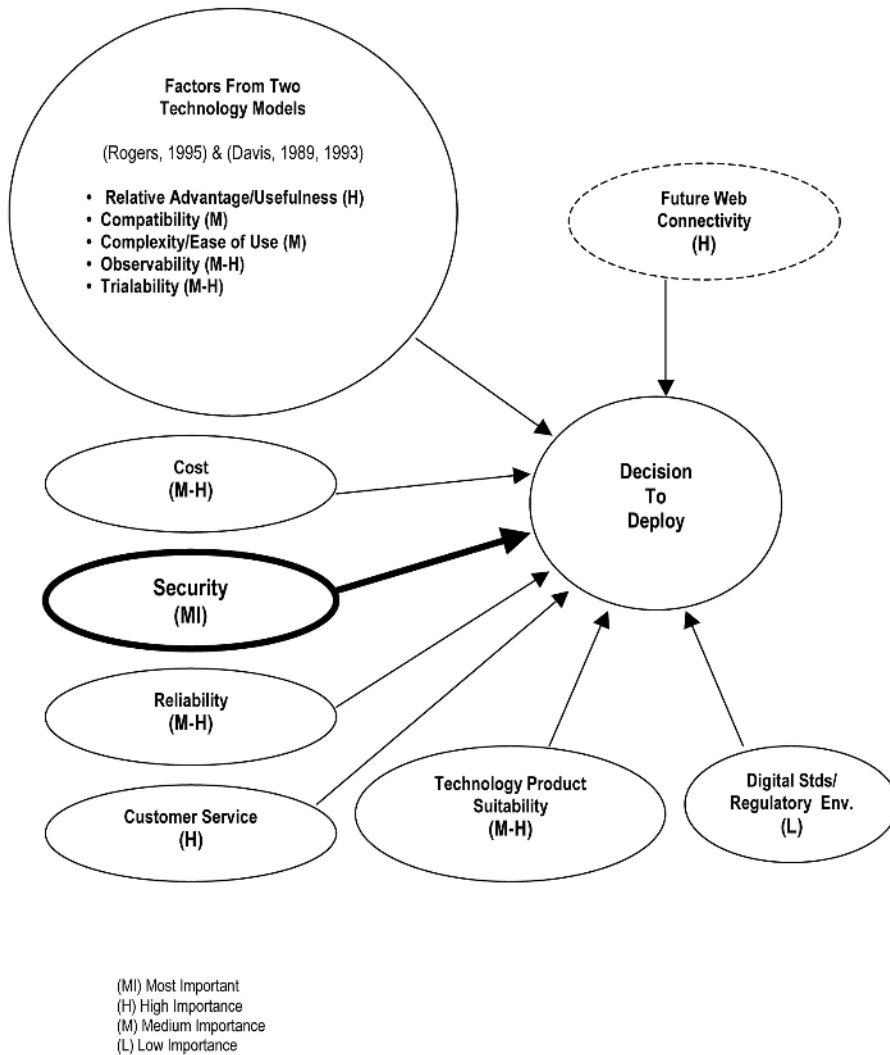 Factors From Two
Technology Models
(Rogers, 1995) & (Davis, 1989, 1993)
• Relative Advantage/Usefulness (H)
• Compatibility (M)
• Complexity/Ease of Use (M)
• Observability (M-H)
• Trialability (M-H)
Future Web
Connectivity
(H)
Cost
(M-H)
Decision
To
Deploy
Security
(MI)
Reliability
(M-H)
Customer Service
(H)
Technology Product
Suitability
(M-H)
Digital Stds/
Regulatory Env.
(L)
(MI) Most Important
(H) High Importance
(M) Medium Importance
(L) Low Importance